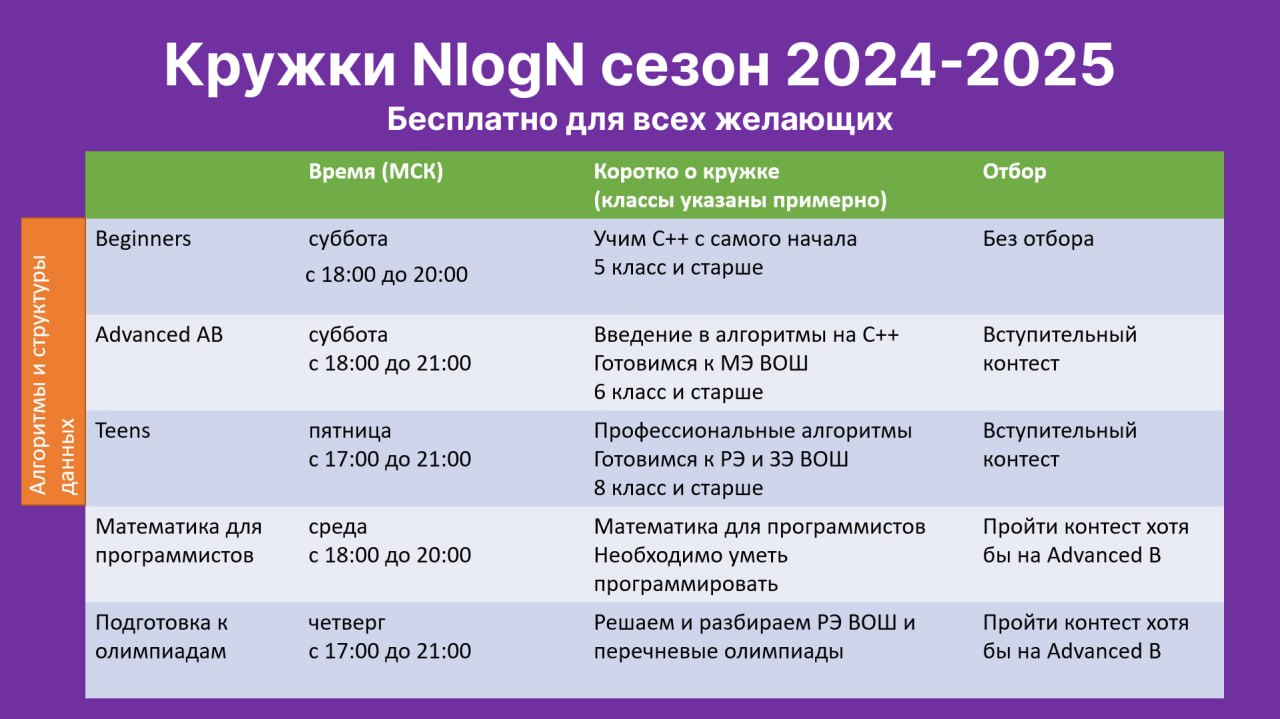 Кружки NlogN сезон 2024-2025
Бесплатно для всех желающих
Время (МСК)
Коротко о кружке
(классы указаны примерно)
Отбор
Алгоритмы и структуры
данных
Beginners
суббота
с 18:00 до 20:00
Учим C++ с самого начала
5 класс и старше
Без отбора
Advanced AB
суббота
с 18:00 до 21:00
Введение в алгоритмы на C++
Готовимся к МЭ ВОШ
6 класс и старше
Вступительный
контест
Teens
пятница
с 17:00 до 21:00
Профессиональные алгоритмы
Готовимся к РЭ и ЗЭ ВОШ
8 класс и старше
Вступительный
контест
Математика для
программистов
среда
с 18:00 до 20:00
Математика для программистов
Необходимо уметь
программировать
Пройти контест хотя
бы на Advanced B
Подготовка к
олимпиадам
четверг
с 17:00 до 21:00
Решаем и разбираем РЭ ВОШ и
перечневые олимпиады
Пройти контест хотя
бы на Advanced B